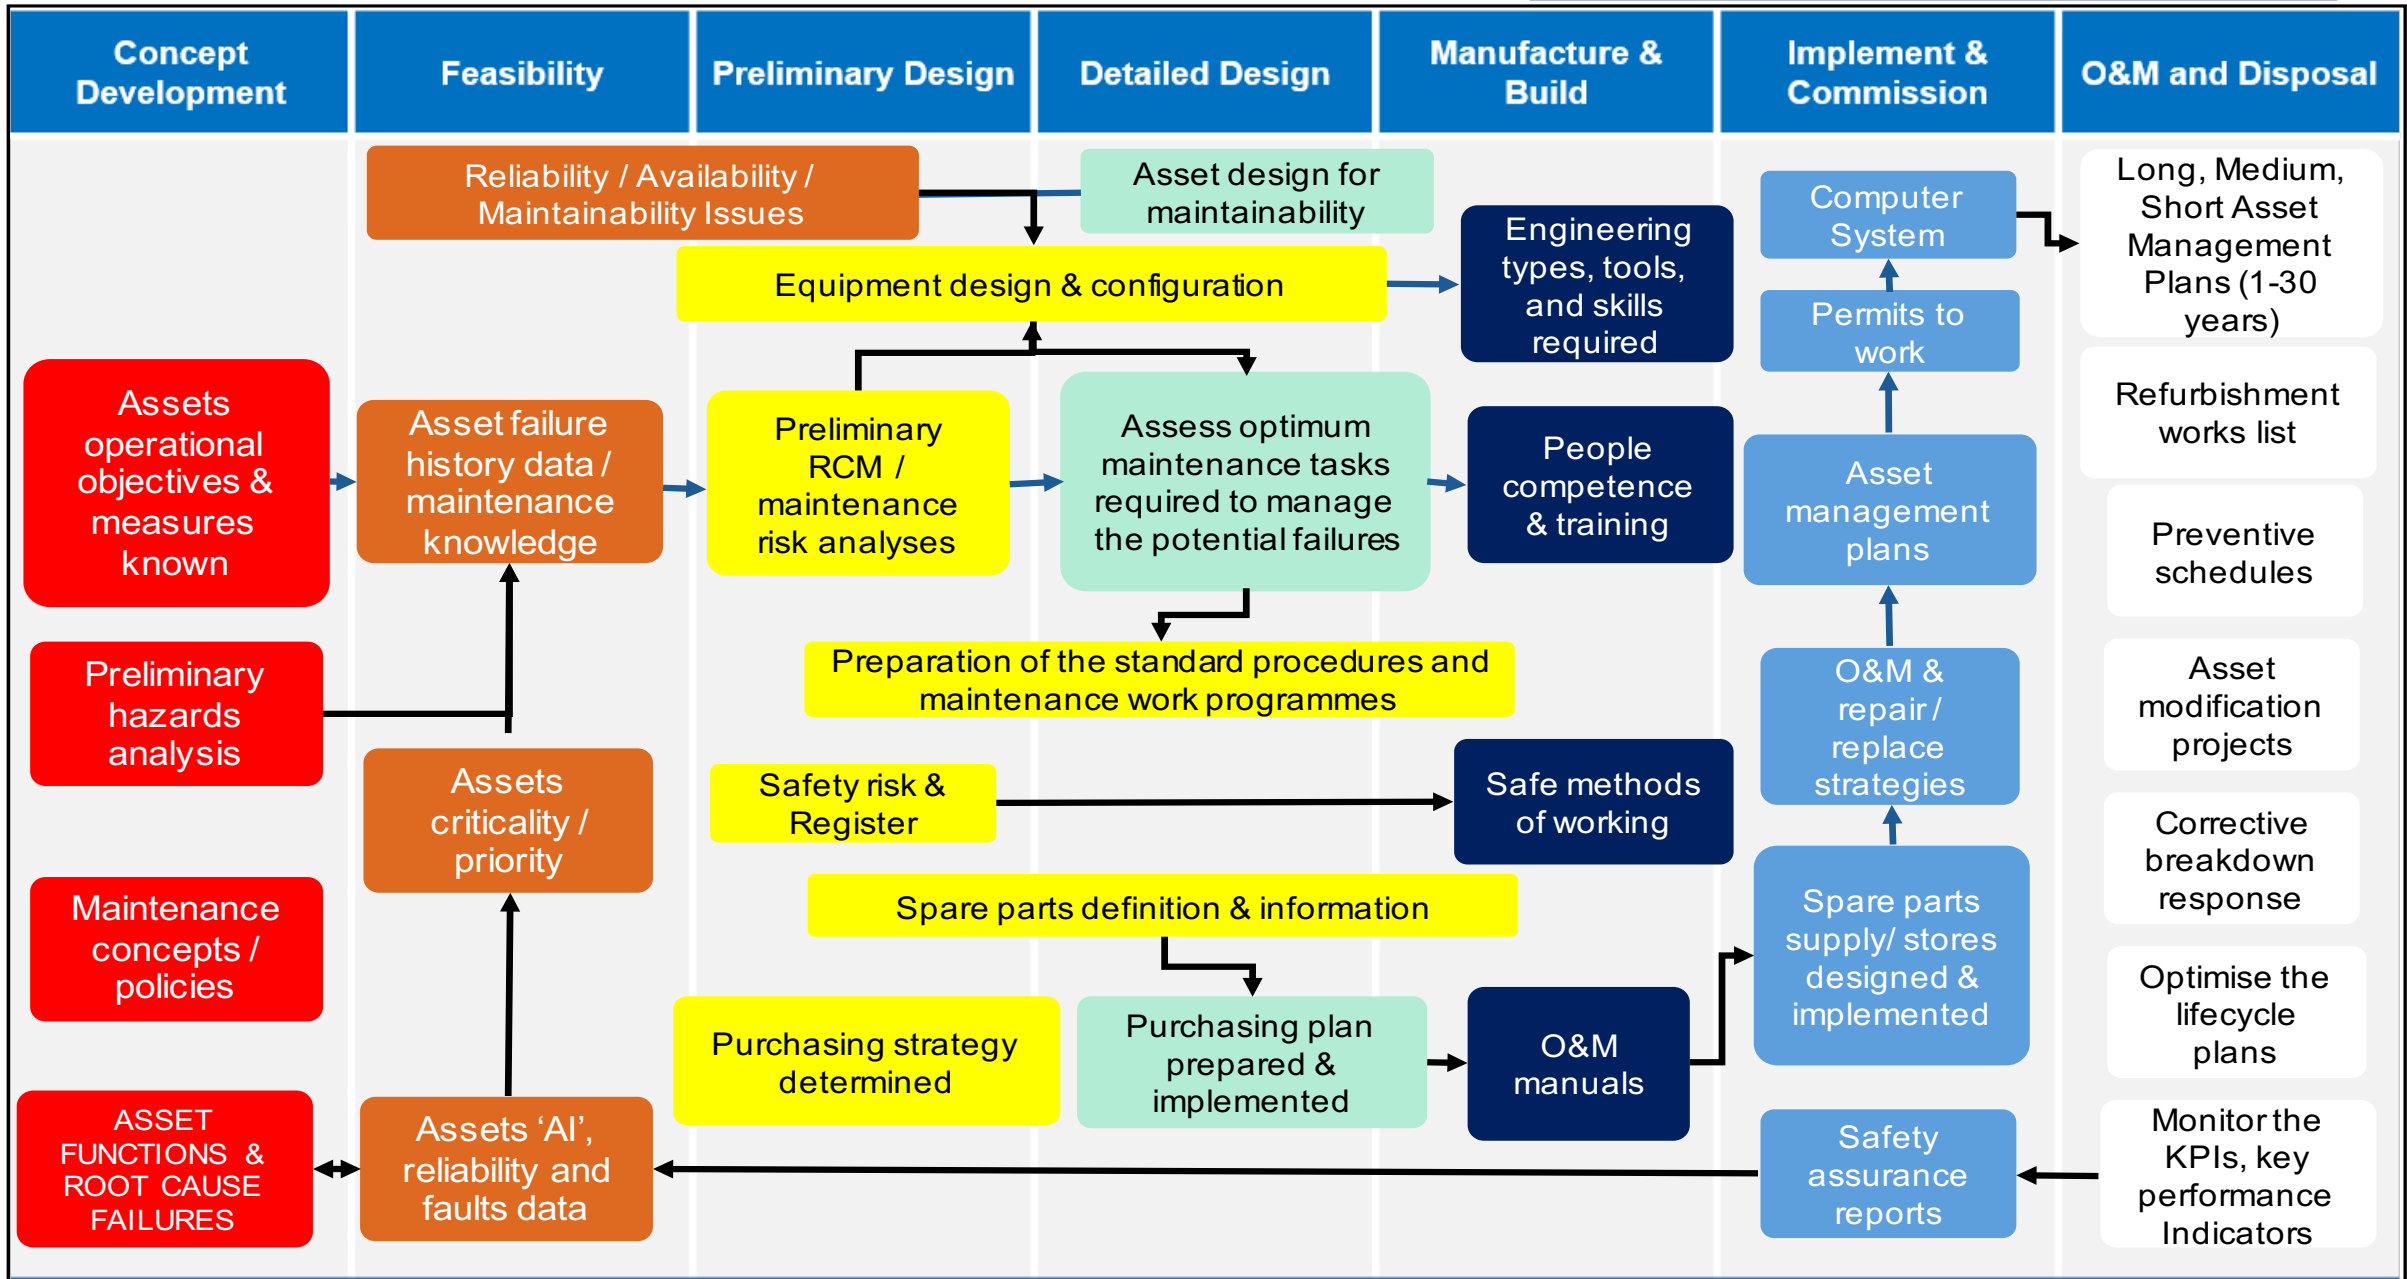 Concept
Development
Feasibility
Preliminary Design
Detailed Design
Manufacture &
Build
Implement &
Commission
O&M and Disposal
Assets
operational
objectives &
measures
known
Preliminary
hazards
analysis
Maintenance
concepts /
policies
ASSET
FUNCTIONS &
ROOT CAUSE
FAILURES
Reliability / Availability /
Maintainability Issues
Asset failure
history data /
maintenance
knowledge
Assets
criticality /
priority
Assets ‘AI’,
reliability and
faults data
Equipment design & configuration
Preliminary
RCM /
maintenance
risk analyses
Preparation of the standard procedures and
maintenance work programmes
Safety risk &
Register
Spare parts definition & information
Purchasing strategy
determined
Asset design for
maintainability
Assess optimum
maintenance tasks
required to manage
the potential failures
Purchasing plan
prepared &
implemented
Engineering
types, tools,
and skills
required
People
competence
& training
Safe methods
of working
O&M
manuals
Computer
System
Permits to
work
Asset
management
plans
O&M &
repair /
replace
strategies
Spare parts
supply/ stores
designed &
implemented
Safety
assurance
reports
Long, Medium,
Short Asset
Management
Plans (1-30
years)
Refurbishment
works list
Preventive
schedules
Asset
modification
projects
Corrective
breakdown
response
Optimise the
lifecycle
plans
Monitor the
KPIs, key
performance
Indicators